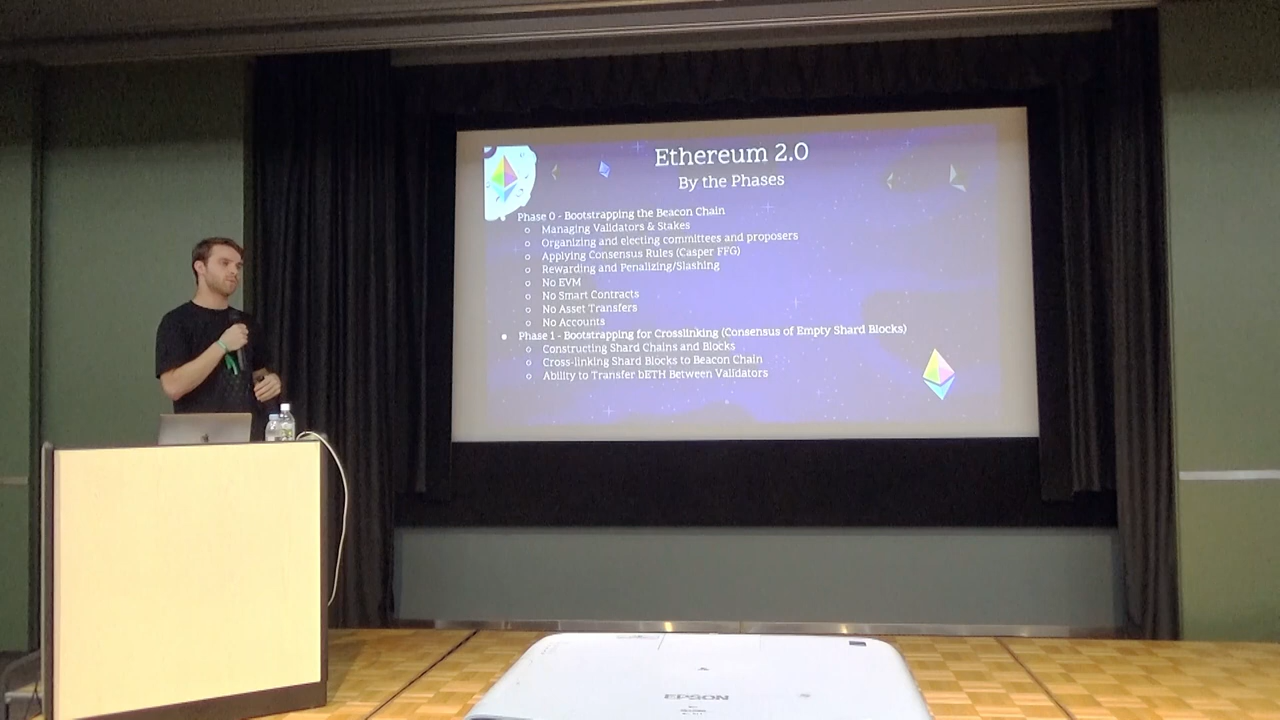 Ethereum 2.0
By the Phases
Phase 0 - Bootstrapping the Beacon Chain
Managing Validators & Stakes
Organizing and electing committees and proposers
Applying Consensus Rules (Casper FFG)
Rewarding and Penalizing/Slashing
No EVM
No Smart Contracts
No Asset Transfers
No Accounts
Phase 1 - Bootstrapping for Crosslinking (Consensus of Empty Shard Blocks)
Constructing Shard Chains and Blocks
Cross-linking Shard Blocks to Beacon Chain
Ability to Transfer bETH Between Validators
EPSON